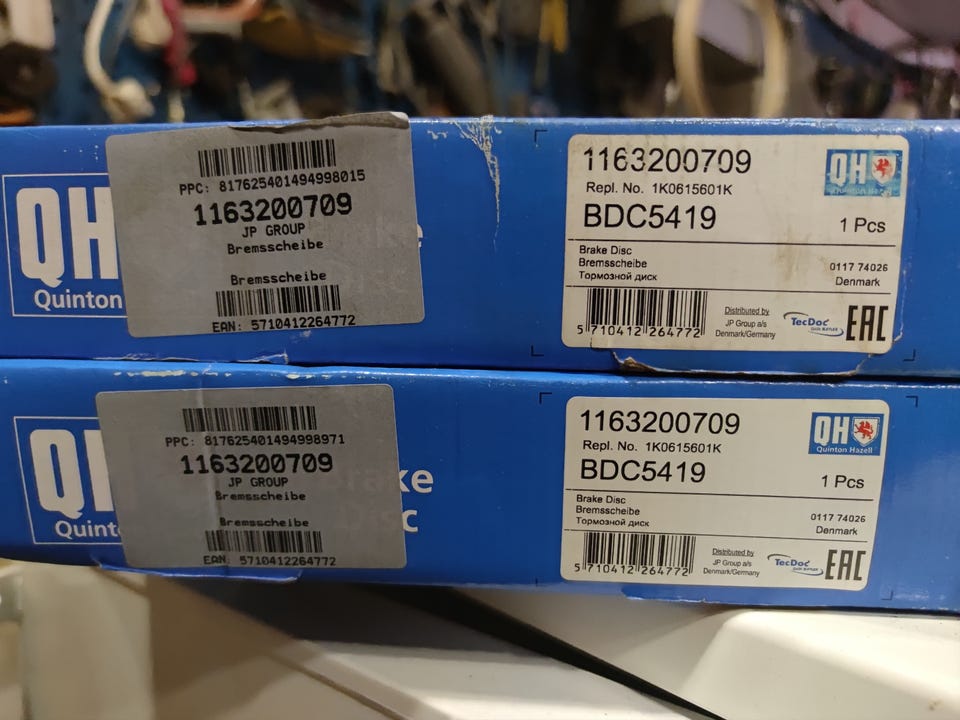 QH
Quinton
PPC: 817625401494998015
1163200709
JP GROUP
Bremsscheibe
Bremsscheibe
EAN: 5710412264772
ke
1163200709
Repl. No. 1K0615601K
BDC5419
QH
Quinton Hazell
1 Pcs
Brake Disc
Bremsscheibe
Тормозной диск
0117 74026
Denmark
5 710412 264772
Distributed by
JP Group a/s
Denmark/Germany
TecDoc
EAC
QH
Quinto
PPC: 817625401494998971
1163200709
JP GROUP
Bremsscheibe
Bremsscheibe
EAN: 5710412264772
Brake
Disc
1163200709
Repl. No. 1K0615601K
BDC5419
QH
Quinton Hazell
1 Pcs
Brake Disc
Bremsscheibe
Тормозной диск
0117 74026
Denmark
5 710412 264772
Distributed by
JP Group a/s
Denmark/Germany
TecDoc
EAC